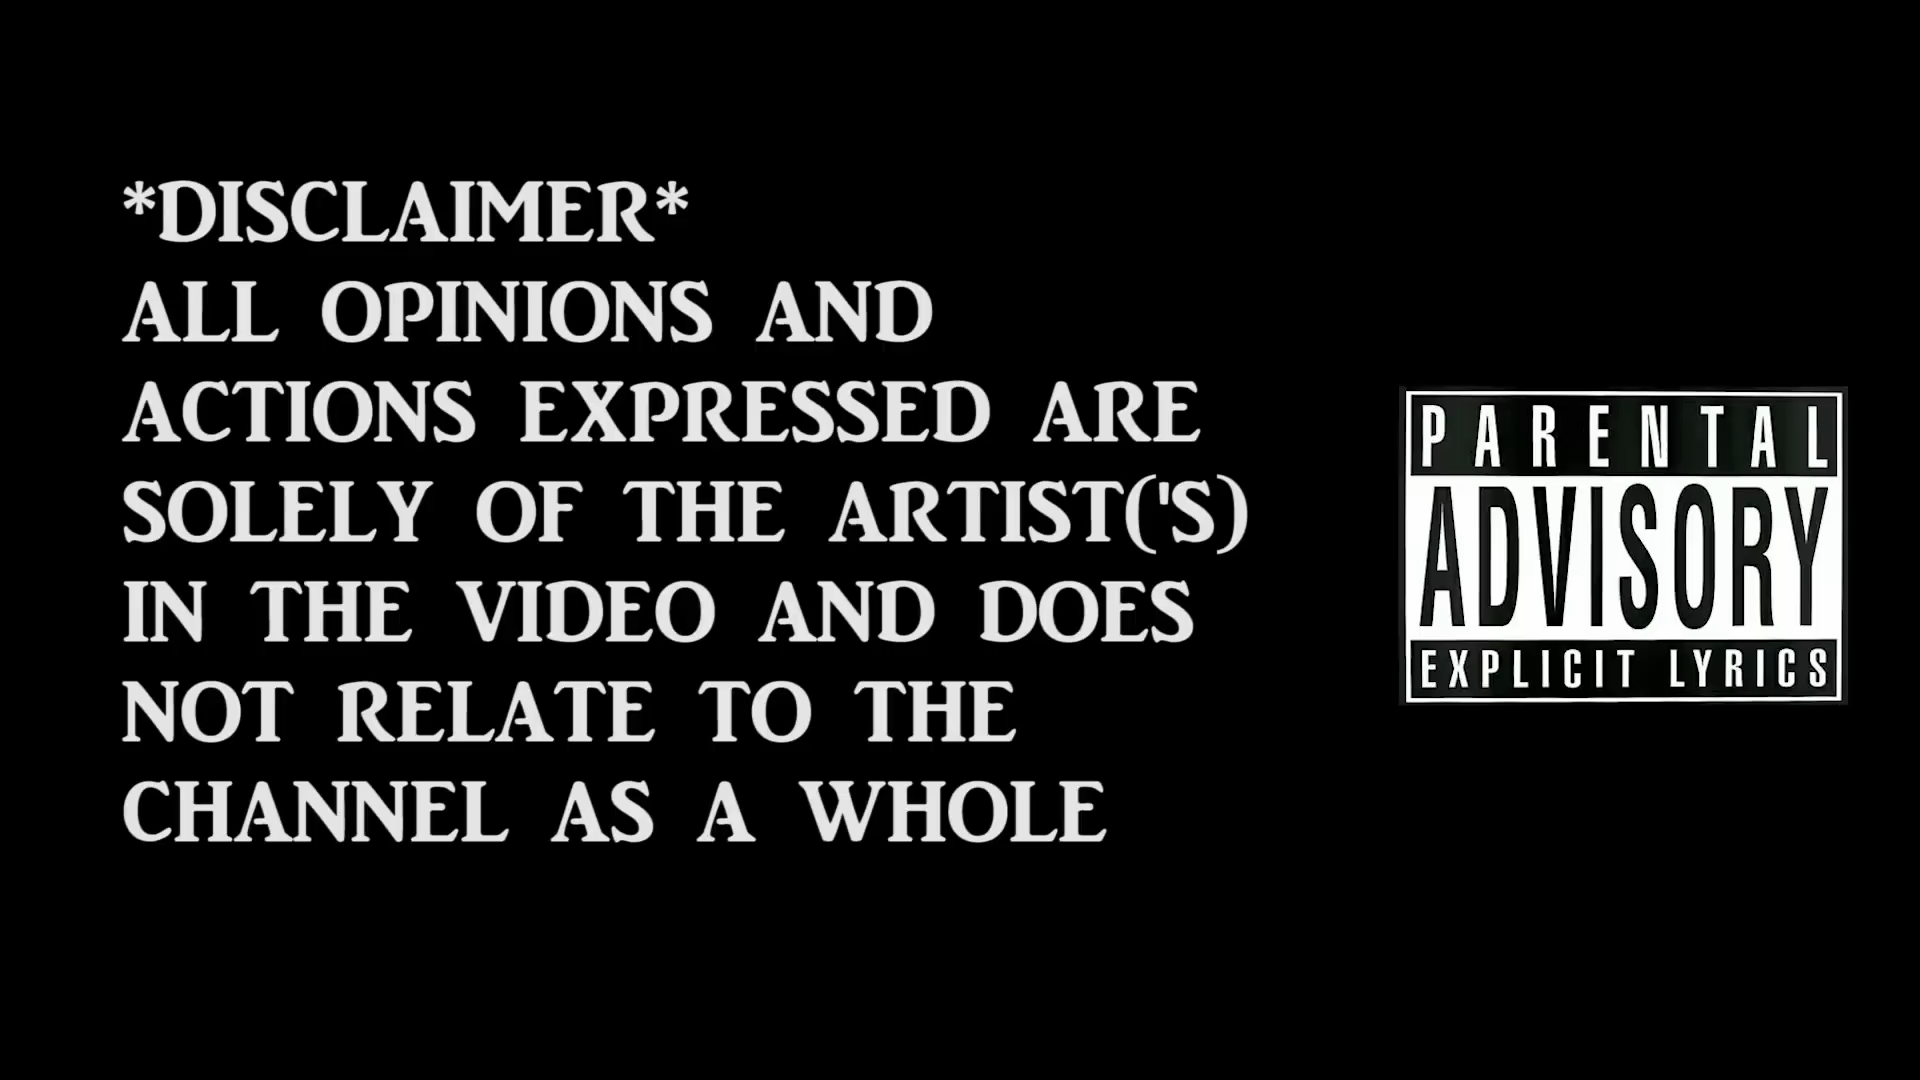 *DISCLAIMER*
ALL OPINIONS AND
ACTIONS EXPRESSED ARE
SOLELY OF THE ARTIST('S)
IN THE VIDEO AND DOES
NOT RELATE TO THE
CHANNEL AS A WHOLE
PARENTAL
ADVISORY
EXPLICIT LYRICS